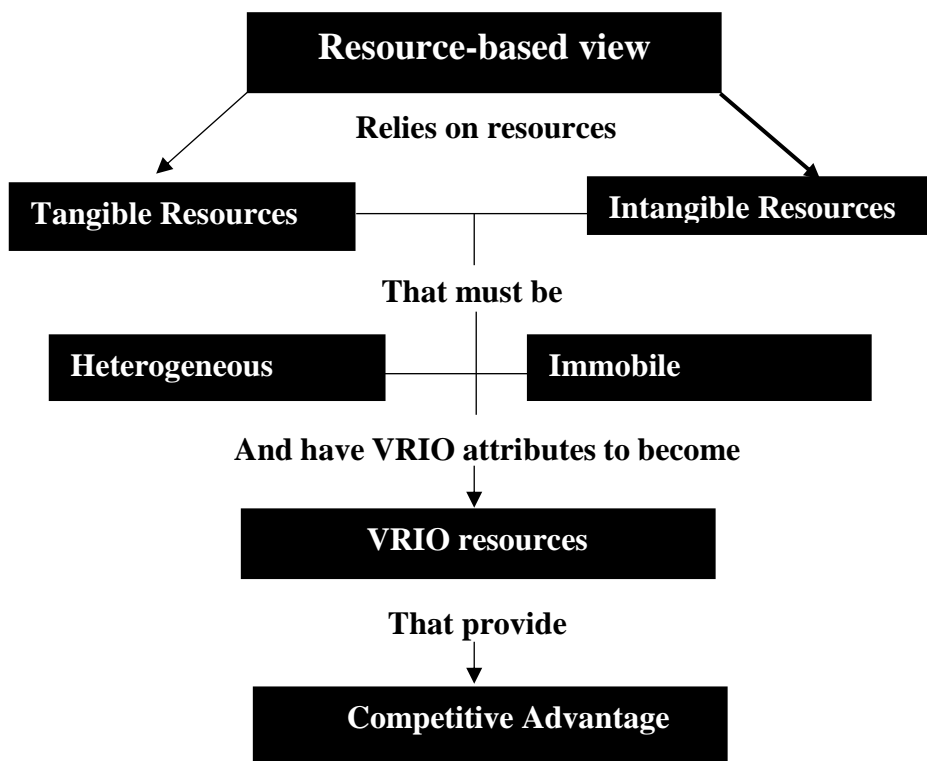 Resource-based view
Relies on resources
Tangible Resources
Intangible Resources
That must be
Heterogeneous
Immobile
And have VRIO attributes to become
VRIO resources
That provide
Competitive Advantage